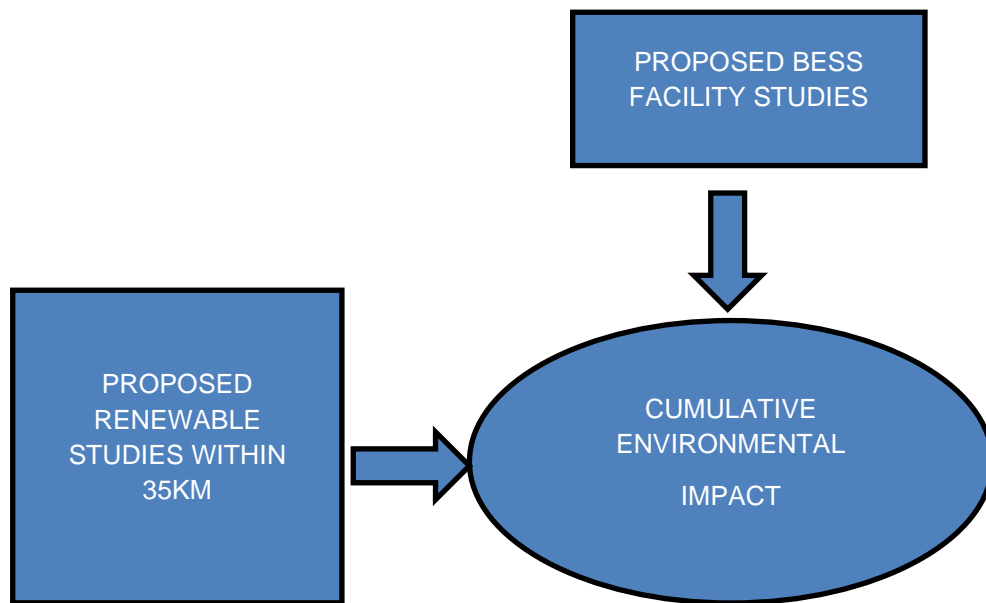 PROPOSED BESS
FACILITY STUDIES
PROPOSED
RENEWABLE
STUDIES WITHIN
35KM
CUMULATIVE
ENVIRONMENTAL
IMPACT